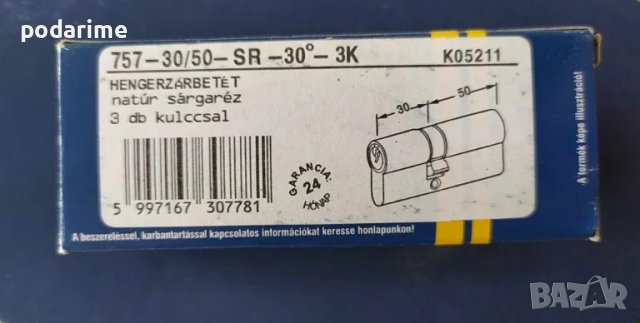 podarime
757-30/50-SR-30°-3K K05211
HENGERZÁRBETÉT
natúr sárgaréz
3 db kulccsal
30
50
GARANCIA:
24
HÓNAP
5 997167 307781
A termék képe illusztráció!
A beszereléssel, karbantartással kapcsolatos információkat keresse honlapunkon!
BAZAR